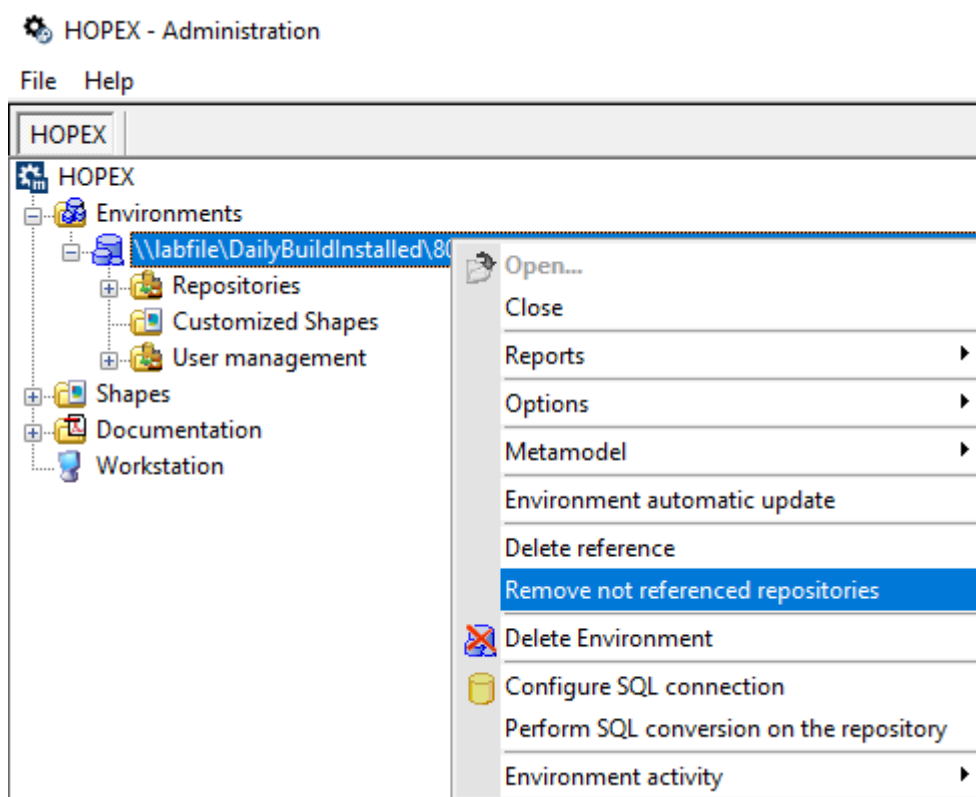 HOPEX - Administration
File Help
HOPEX
HOPEX
Environments
\\labfile\DailyBuildInstalled\80
Repositories
Customized Shapes
User management
Shapes
Documentation
Workstation
Open...
Close
Reports
Options
Metamodel
Environment automatic update
Delete reference
Remove not referenced repositories
Delete Environment
Configure SQL connection
Perform SQL conversion on the repository
Environment activity